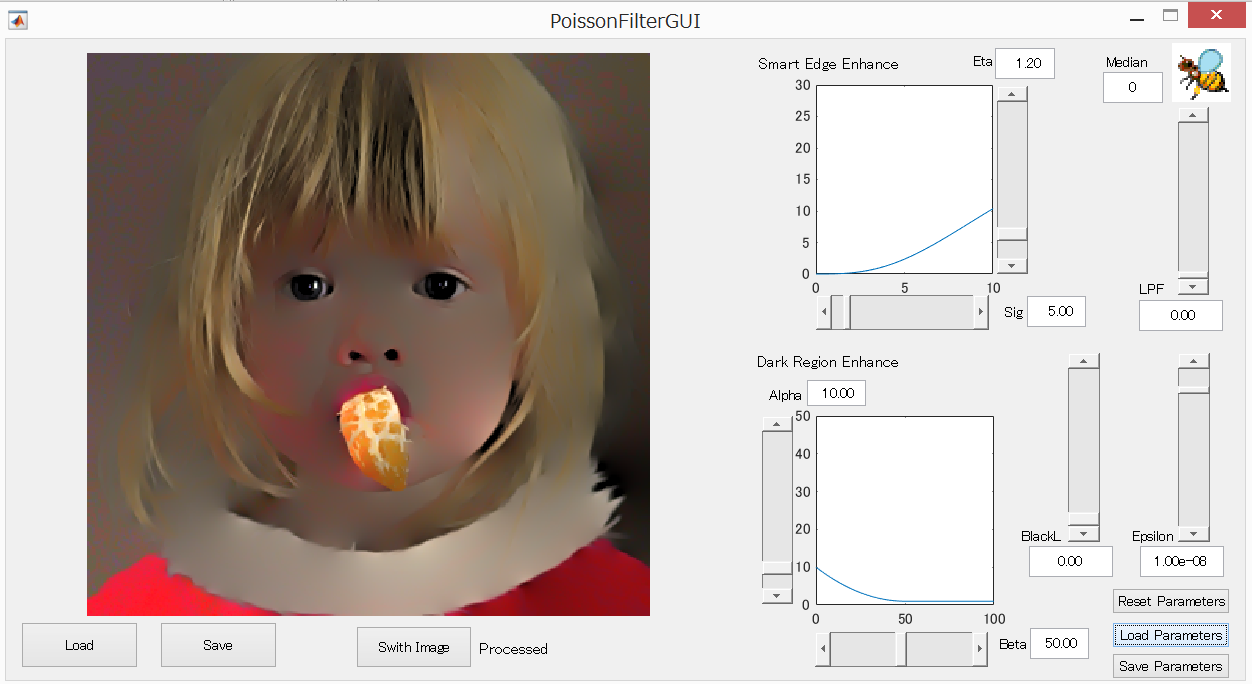 PoissonFilterGUI
Smart Edge Enhance
Eta 1.20
Median
0
30
25
20
15
10
5
0
0 5 10
Sig 5.00
LPF
0.00
Dark Region Enhance
Alpha 10.00
50
40
30
20
10
0
0 50 100
Beta 50.00
BlackL
0.00
Epsilon
1.00e-08
Reset Parameters
Load Parameters
Save Parameters
Load
Save
Swith Image
Processed